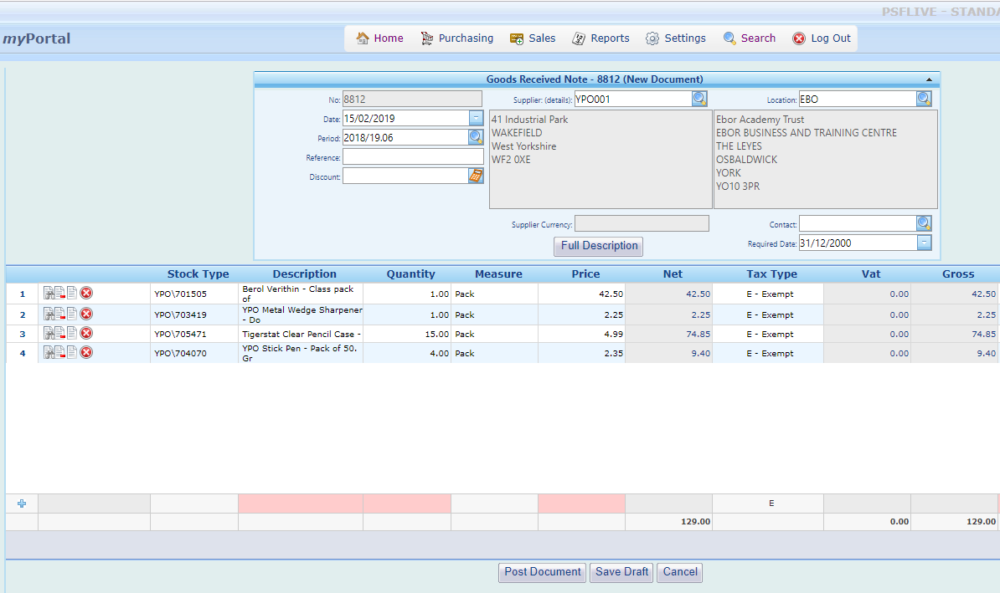 PSFLIVE - STANDA
myPortal
Home Purchasing Sales Reports Settings Search Log Out
Goods Received Note - 8812 (New Document)
No: 8812 Supplier: (details): YPO001 Location: EBO
Date: 15/02/2019
Period: 2018/19.06
Reference:
Discount:
41 Industrial Park
WAKEFIELD
West Yorkshire
WF2 0XE
Ebor Academy Trust
EBOR BUSINESS AND TRAINING CENTRE
THE LEYES
OSBALDWICK
YORK
YO10 3PR
Supplier Currency: Contact:
Full Description Required Date: 31/12/2000
Stock Type Description Quantity Measure Price Net Tax Type Vat Gross
1 YPO\701505 Berol Verithin - Class pack
of 1.00 Pack 42.50 42.50 E - Exempt 0.00 42.50
2 YPO\703419 YPO Metal Wedge Sharpener
- Do 1.00 Pack 2.25 2.25 E - Exempt 0.00 2.25
3 YPO\705471 Tigerstat Clear Pencil Case - 15.00 Pack 4.99 74.85 E - Exempt 0.00 74.85
4 YPO\704070 YPO Stick Pen - Pack of 50.
Gr 4.00 Pack 2.35 9.40 E - Exempt 0.00 9.40
E
129.00 0.00 129.00
Post Document Save Draft Cancel